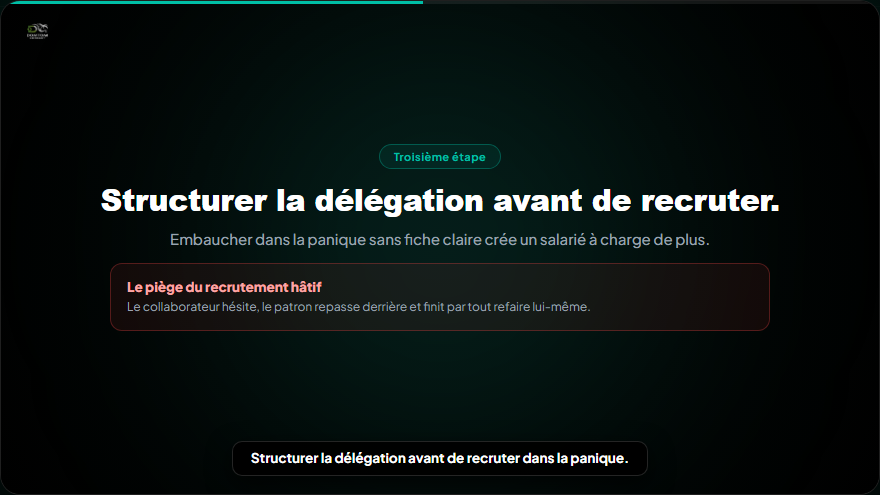 Troisième étape
Structurer la délégation avant de recruter.
Embaucher dans la panique sans fiche claire crée un salarié à charge de plus.
Le piège du recrutement hâtif
Le collaborateur hésite, le patron repasse derrière et finit par tout refaire lui-même.
Structurer la délégation avant de recruter dans la panique.